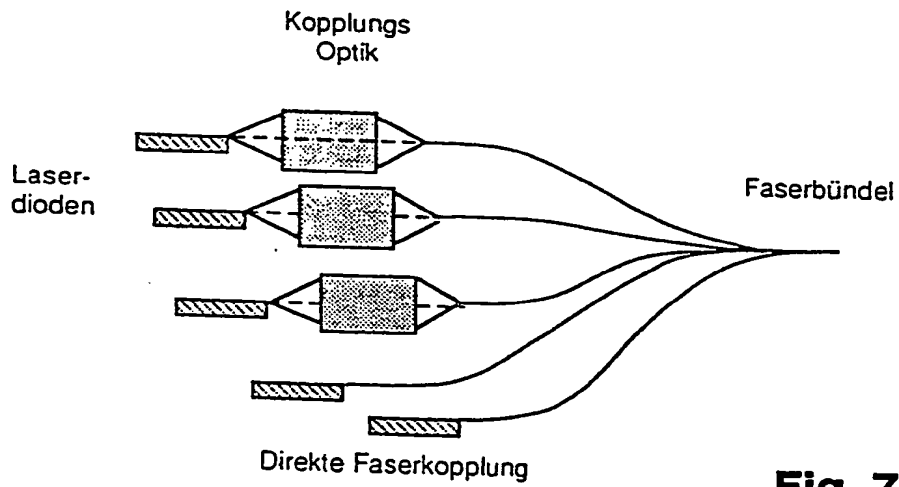 Kopplungs
Optik
Laser-
dioden
Faserbündel
Direkte Faserkopplung
Fig. 7